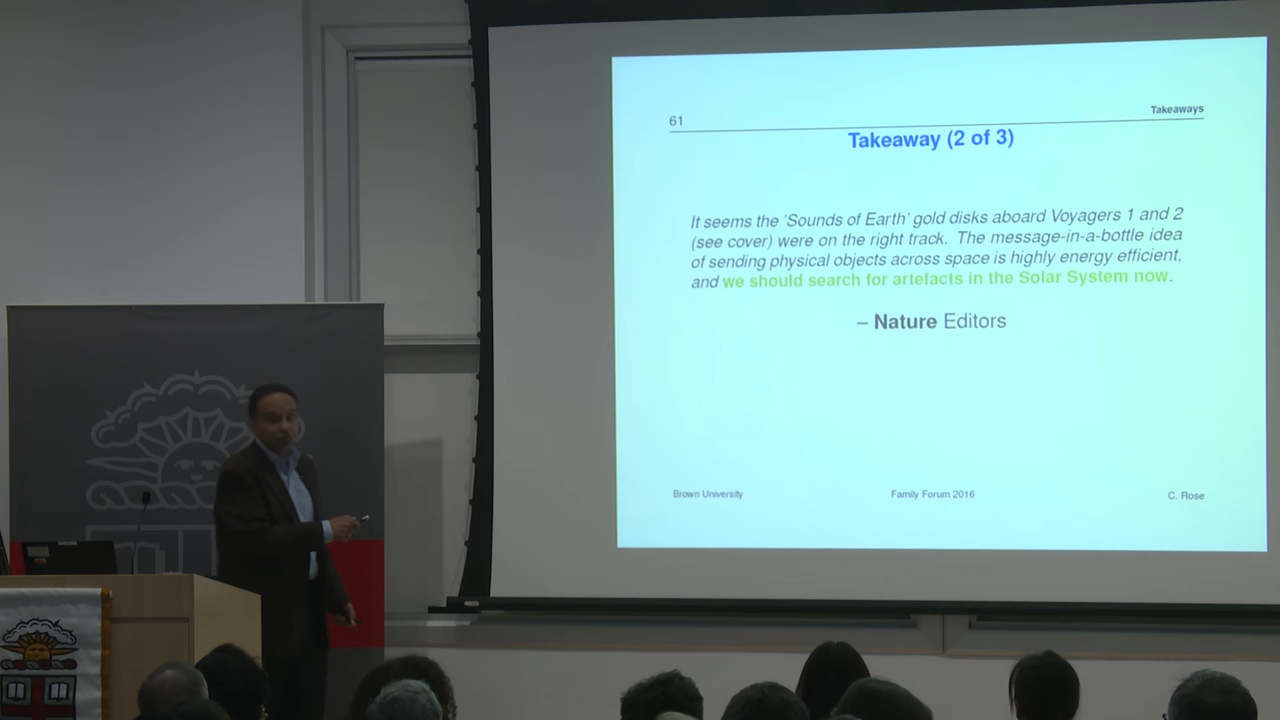 61
Takeaways
Takeaway (2 of 3)
It seems the 'Sounds of Earth' gold disks aboard Voyagers 1 and 2
(see cover) were on the right track. The message-in-a-bottle idea
of sending physical objects across space is highly energy efficient,
and we should search for artefacts in the Solar System now.
– Nature Editors
Brown University
Family Forum 2016
C. Rose